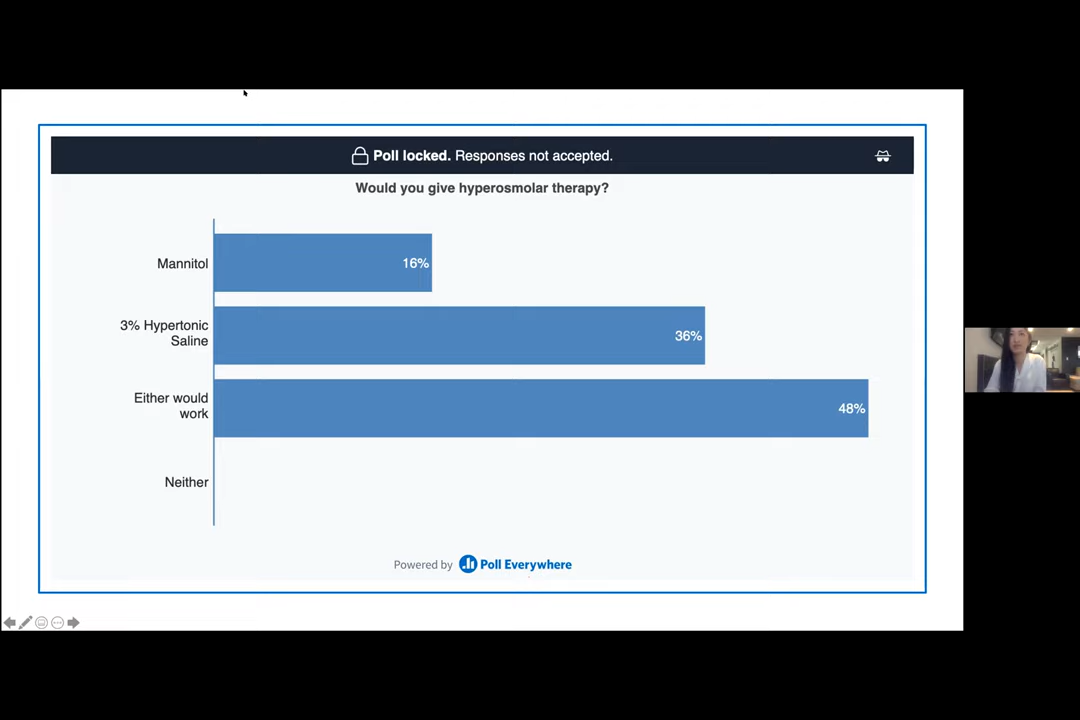 Poll locked. Responses not accepted.
Would you give hyperosmolar therapy?
Mannitol
16%
3% Hypertonic
Saline
36%
Either would
work
48%
Neither
Powered by Poll Everywhere